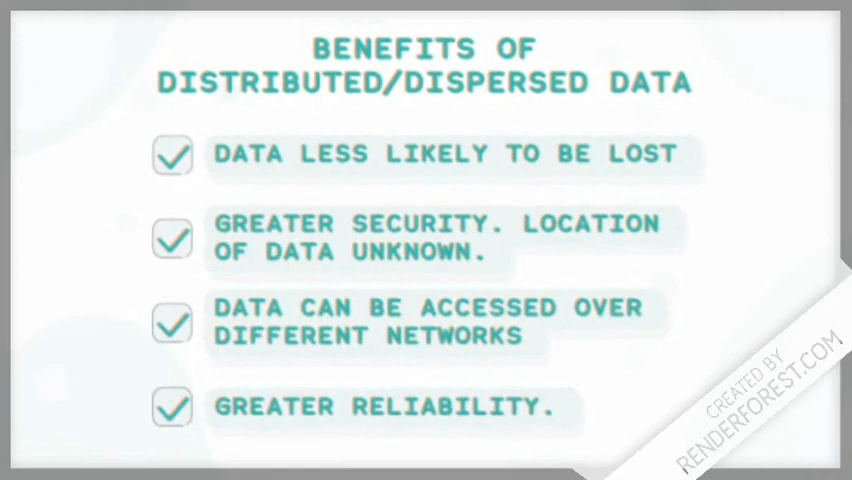 BENEFITS OF
DISTRIBUTED/DISPERSED DATA
DATA LESS LIKELY TO BE LOST
GREATER SECURITY. LOCATION
OF DATA UNKNOWN.
DATA CAN BE ACCESSED OVER
DIFFERENT NETWORKS
GREATER RELIABILITY.
CREATED BY
RENDERFOREST.COM